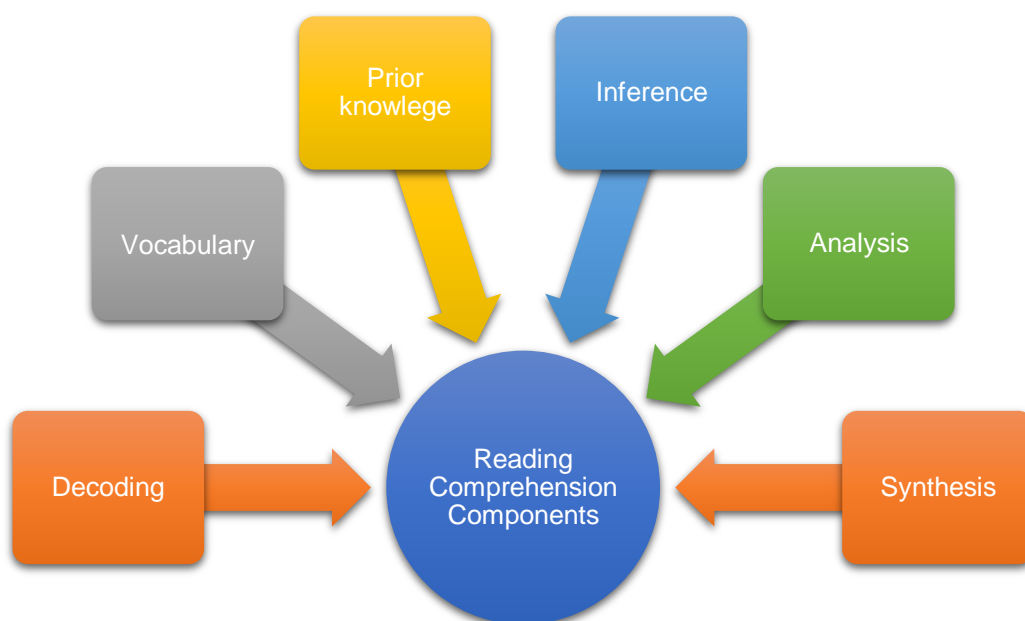 Prior
knowlege
Inference
Vocabulary
Analysis
Decoding
Reading
Comprehension
Components
Synthesis